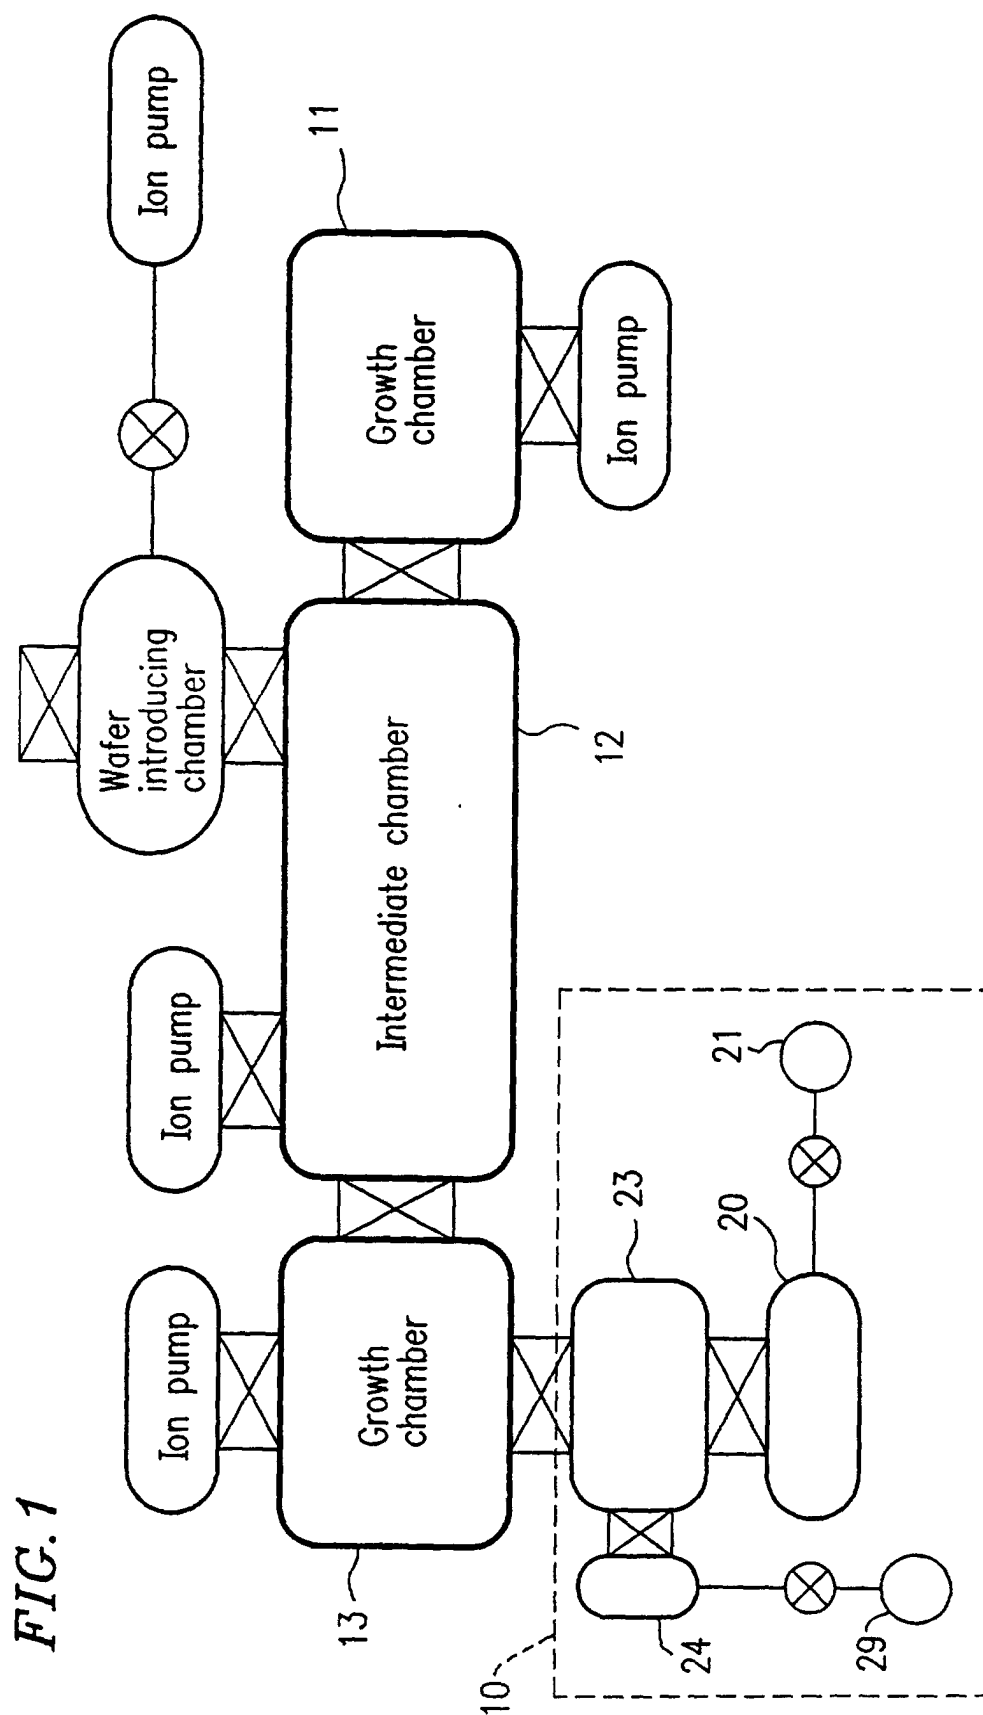 FIG.1
Ion pump
Ion pump
Wafer
introducing
chamber
Ion pump
13
Growth
chamber
Intermediate chamber
12
Growth
chamber
11
Ion pump
10
23
24
20
21
29